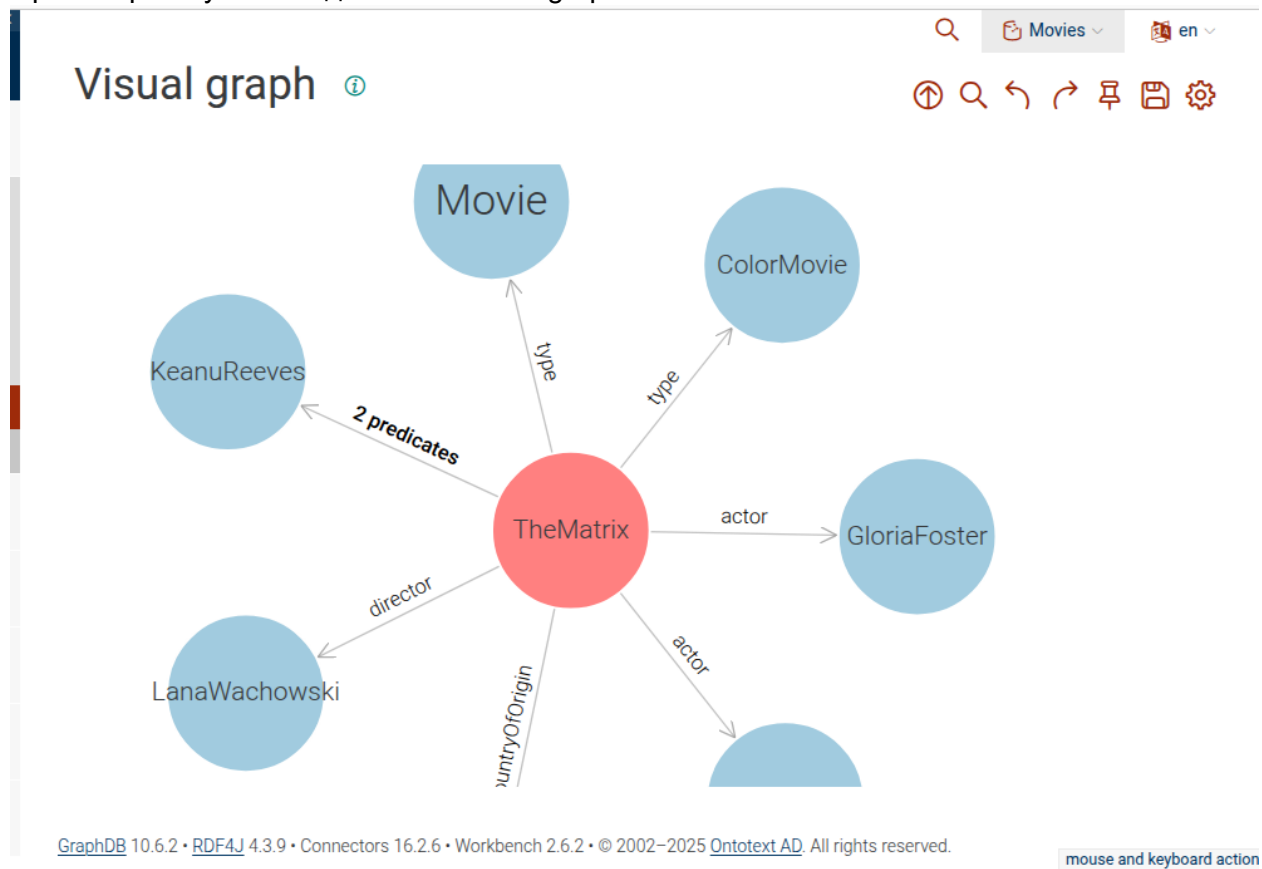 Movies
en
Visual graph
Movie
ColorMovie
KeanuReeves
type
type
2 predicates
TheMatrix
actor
GloriaFoster
director
actor
LanaWachowski
ountryOfOrigin
GraphDB 10.6.2 • RDF4J 4.3.9 • Connectors 16.2.6 • Workbench 2.6.2 • © 2002–2025 Ontotext AD. All rights reserved.
mouse and keyboard action